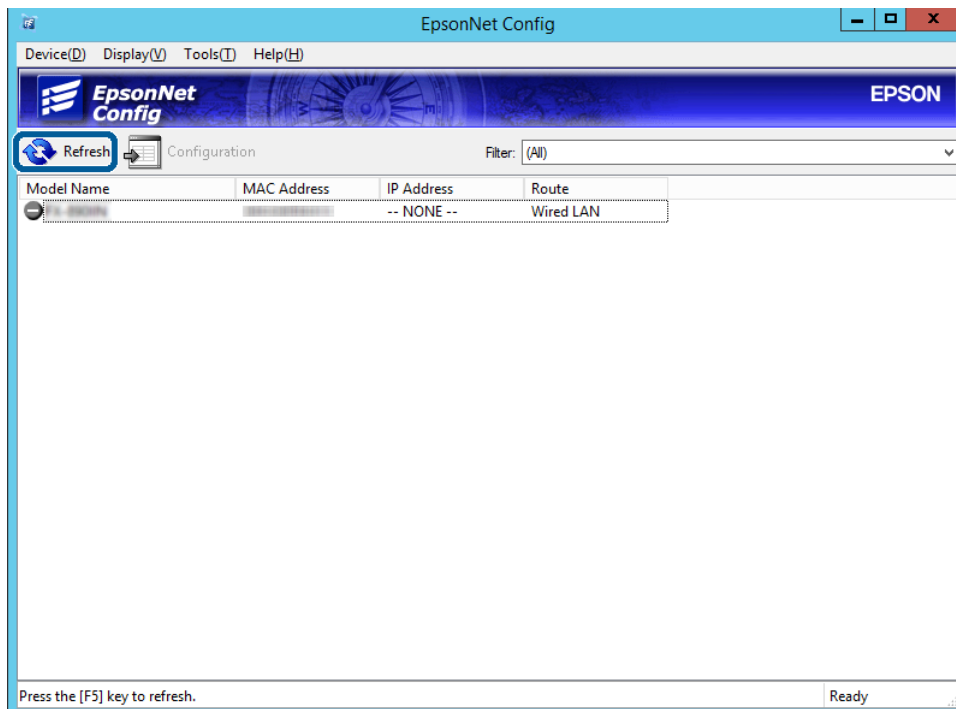 EpsonNet Config
Device(D) Display(V) Tools(T) Help(H)
EpsonNet
Config
EPSON
Refresh Configuration Filter: (All)
Model Name MAC Address IP Address Route
-- NONE -- Wired LAN
Press the [F5] key to refresh. Ready